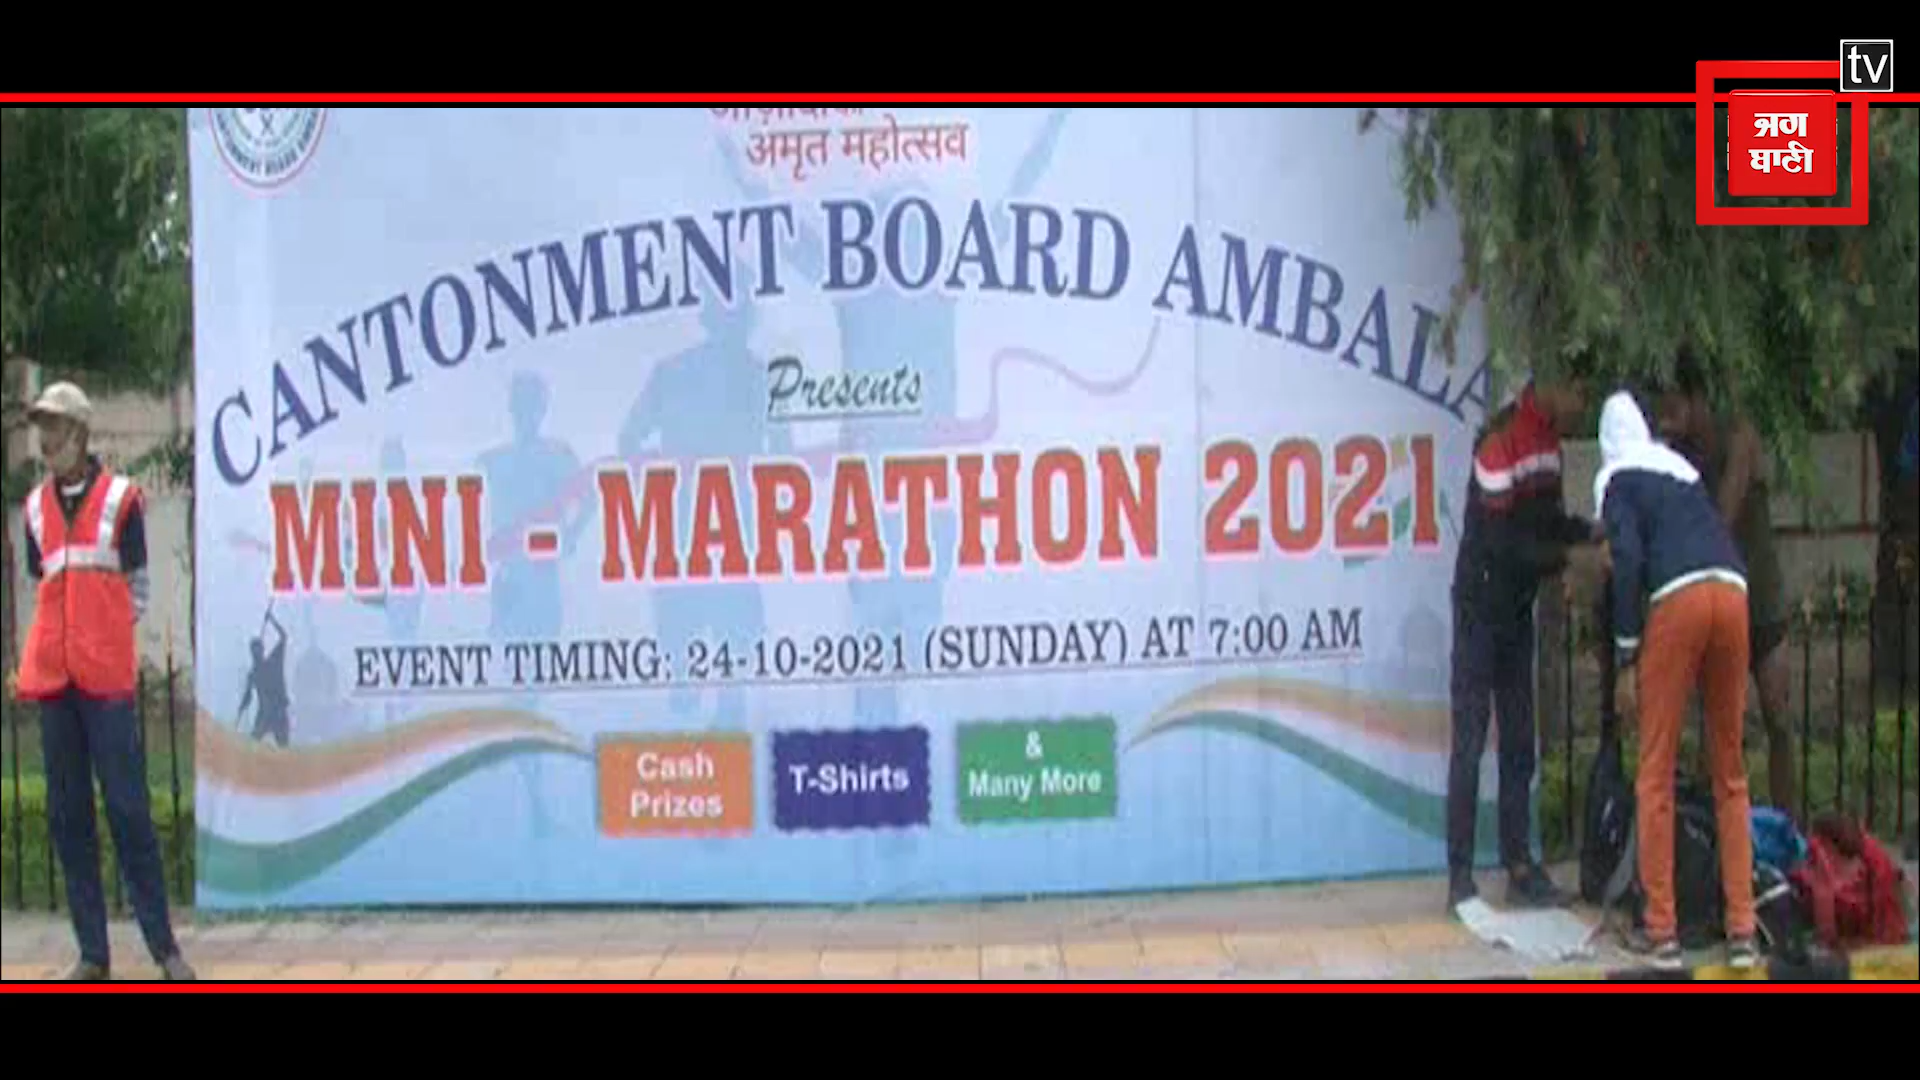 tv
ਜਗ
ਬਾਣੀ
अमृत महोत्सव
CANTONMENT BOARD AMBALA
Presents
MINI - MARATHON 2021
EVENT TIMING: 24-10-2021 (SUNDAY) AT 7:00 AM
Cash
Prizes
T-Shirts
&
Many More